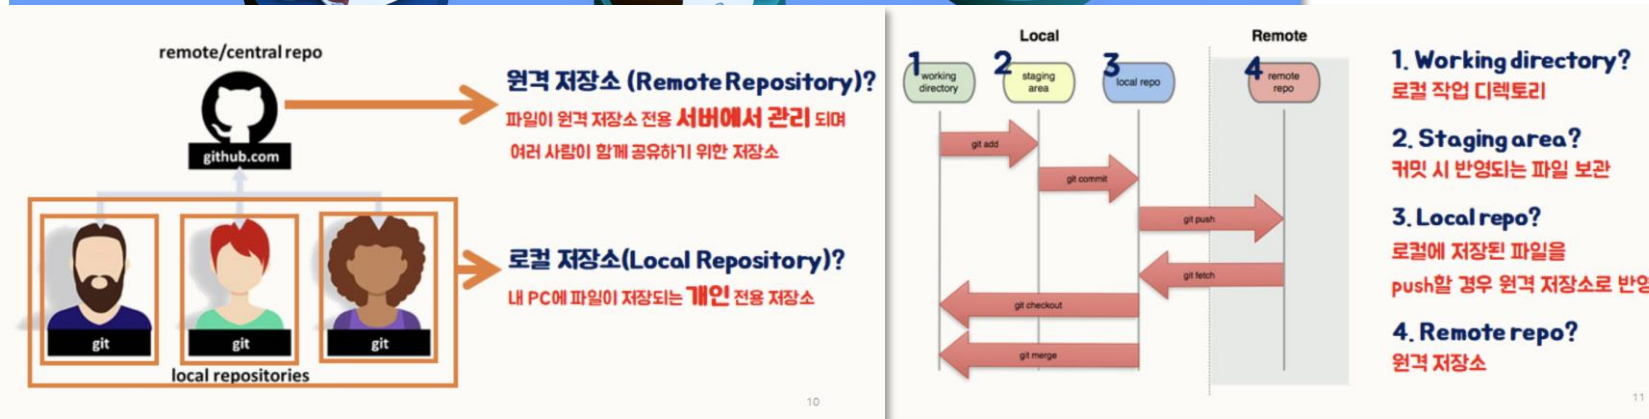 remote/central repo
github.com
git
git
git
local repositories
원격 저장소 (Remote Repository)?
파일이 원격 저장소 전용 서버에서 관리 되며
여러 사람이 함께 공유하기 위한 저장소
로컬 저장소(Local Repository)?
내 PC에 파일이 저장되는 개인 전용 저장소
10
Local
Remote
1
working
directory
2
staging
area
3
local repo
4
remote
repo
git add
git commit
git push
git fetch
git checkout
git merge
1. Working directory?
로컬 작업 디렉토리
2. Staging area?
커밋 시 반영되는 파일 보관
3. Local repo?
로컬에 저장된 파일을
push할 경우 원격 저장소로 반영
4. Remote repo?
원격 저장소
11